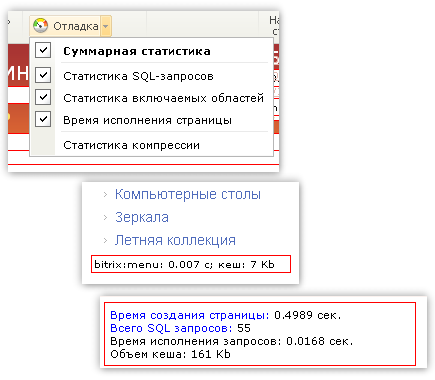 Отладка
На
Суммарная статистика
Статистика SQL-запросов
Статистика включаемых областей
Время исполнения страницы
Статистика компрессии
Компьютерные столы
Зеркала
Летняя коллекция
bitrix:menu: 0.007 с; кеш: 7 Kb
Время создания страницы: 0.4989 сек.
Всего SQL запросов: 55
Время исполнения запросов: 0.0168 сек.
Объем кеша: 161 Kb